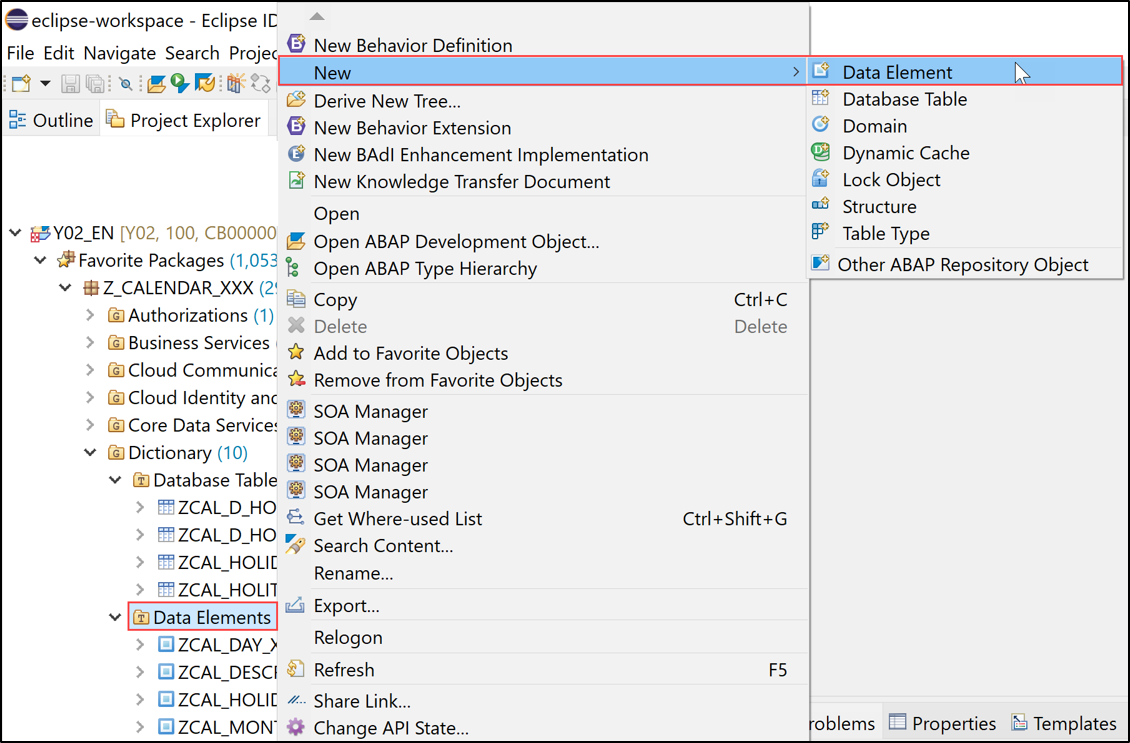 eclipse-workspace - Eclipse ID
File Edit Navigate Search Projec
Outline Project Explorer
Y02_EN [Y02, 100, CB00000
Favorite Packages (1,053
Z_CALENDAR_XXX (29
Authorizations (1)
Business Services
Cloud Communica
Cloud Identity and
Core Data Services
Dictionary (10)
Database Table
ZCAL_D_HO
ZCAL_D_HO
ZCAL_HOLID
ZCAL_HOLIT
Data Elements
ZCAL_DAY_X
ZCAL_DESCR
ZCAL_HOLID
ZCAL_MONT
New Behavior Definition
New
Derive New Tree...
New Behavior Extension
New BAdI Enhancement Implementation
New Knowledge Transfer Document
Open
Open ABAP Development Object...
Open ABAP Type Hierarchy
Copy Ctrl+C
Delete Delete
Add to Favorite Objects
Remove from Favorite Objects
SOA Manager
SOA Manager
SOA Manager
SOA Manager
Get Where-used List Ctrl+Shift+G
Search Content...
Rename...
Export...
Relogon
Refresh F5
Share Link...
Change API State...
Data Element
Database Table
Domain
Dynamic Cache
Lock Object
Structure
Table Type
Other ABAP Repository Object
roblems Properties Templates